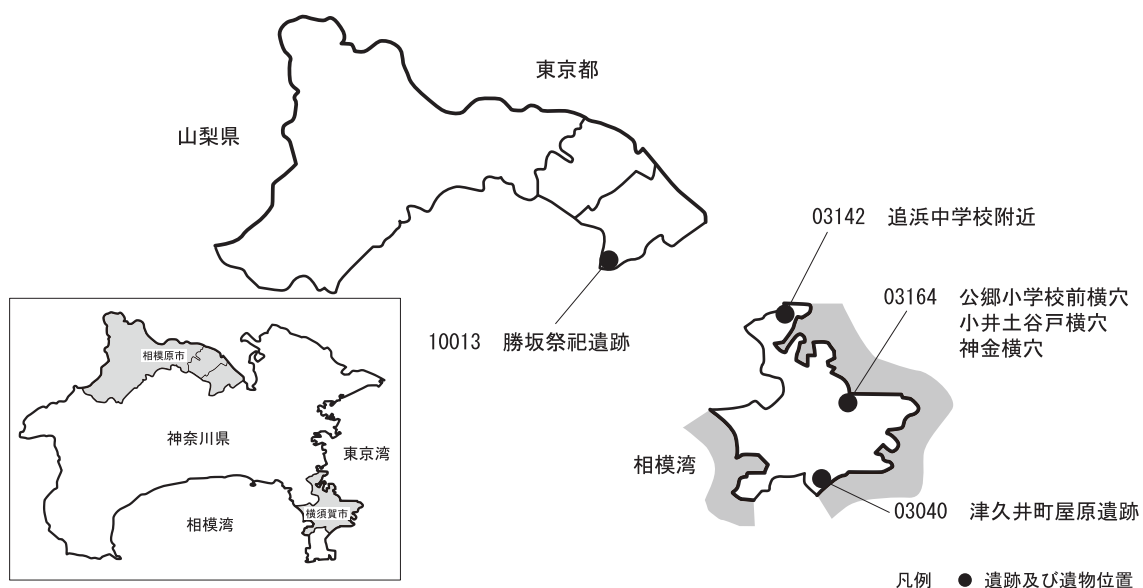 東京都
山梨県
03142 追浜中学校附近
03164 公郷小学校前横穴
小井土谷戸横穴
神金横穴
10013 勝坂祭祀遺跡
相模原市
神奈川県
東京湾
相模湾
横須賀市
相模湾
03040 津久井町屋原遺跡
凡例 ● 遺跡及び遺物位置